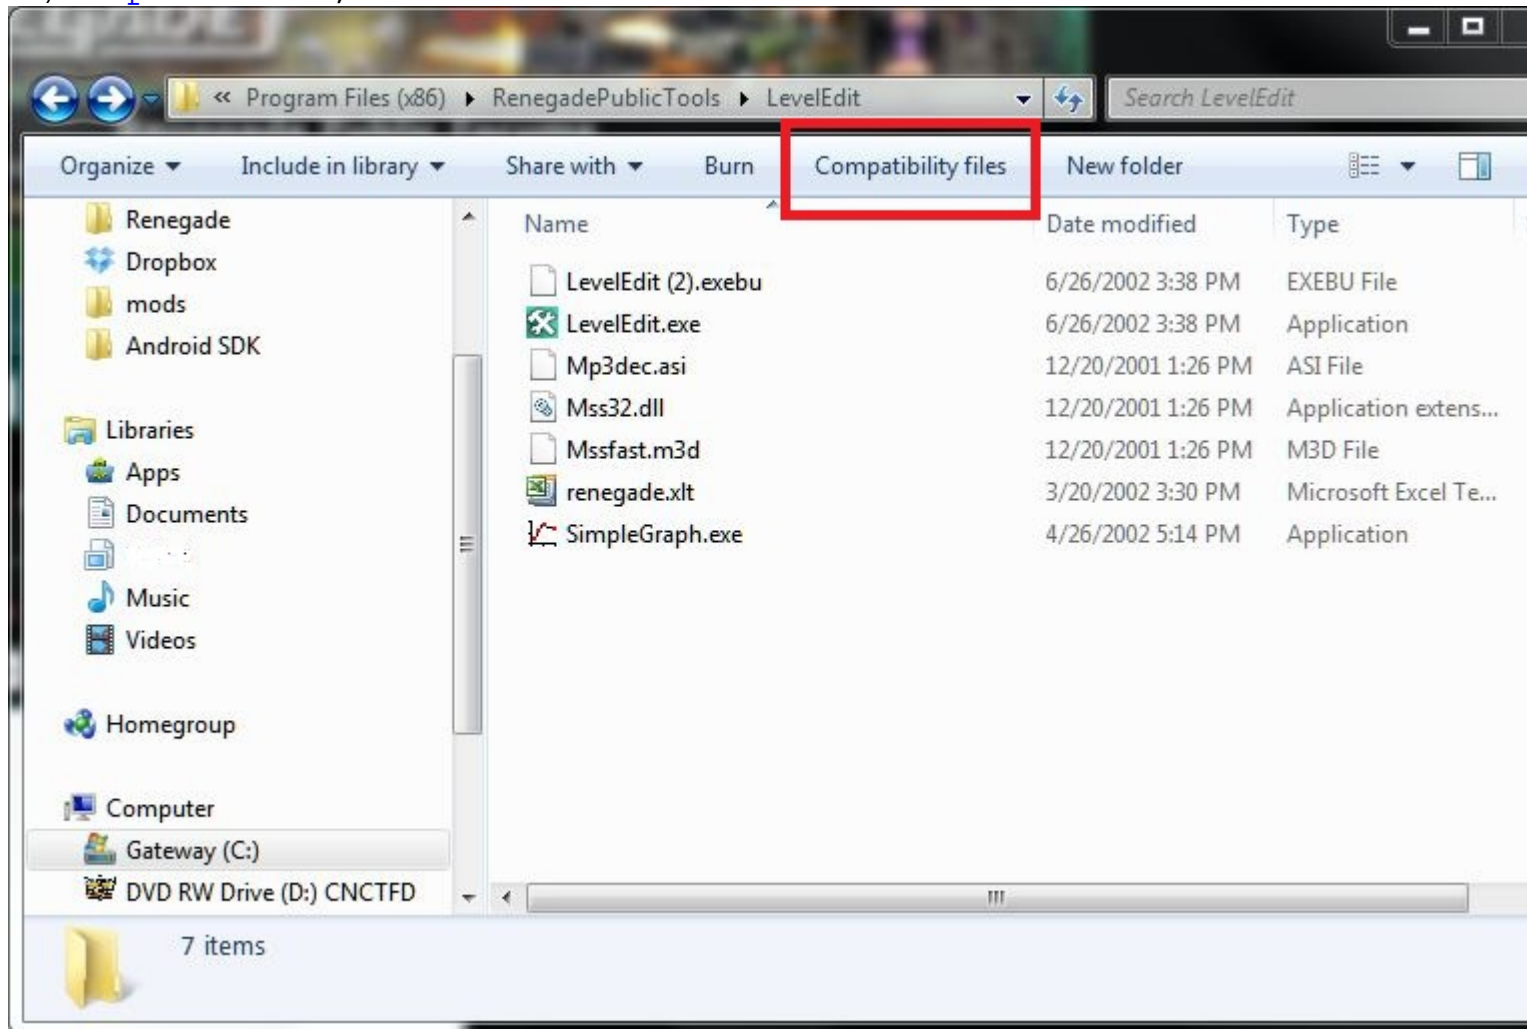 « Program Files (x86) ▸ RenegadePublicTools ▸ LevelEdit Search LevelEdit
Organize Include in library Share with Burn Compatibility files New folder
Renegade
Dropbox
mods
Android SDK
Libraries
Apps
Documents
Music
Videos
Homegroup
Computer
Gateway (C:)
DVD RW Drive (D:) CNCTFD
Name Date modified Type
LevelEdit (2).exebu 6/26/2002 3:38 PM EXEBU File
LevelEdit.exe 6/26/2002 3:38 PM Application
Mp3dec.asi 12/20/2001 1:26 PM ASI File
Mss32.dll 12/20/2001 1:26 PM Application extens...
Mssfast.m3d 12/20/2001 1:26 PM M3D File
renegade.xlt 3/20/2002 3:30 PM Microsoft Excel Te...
SimpleGraph.exe 4/26/2002 5:14 PM Application
7 items